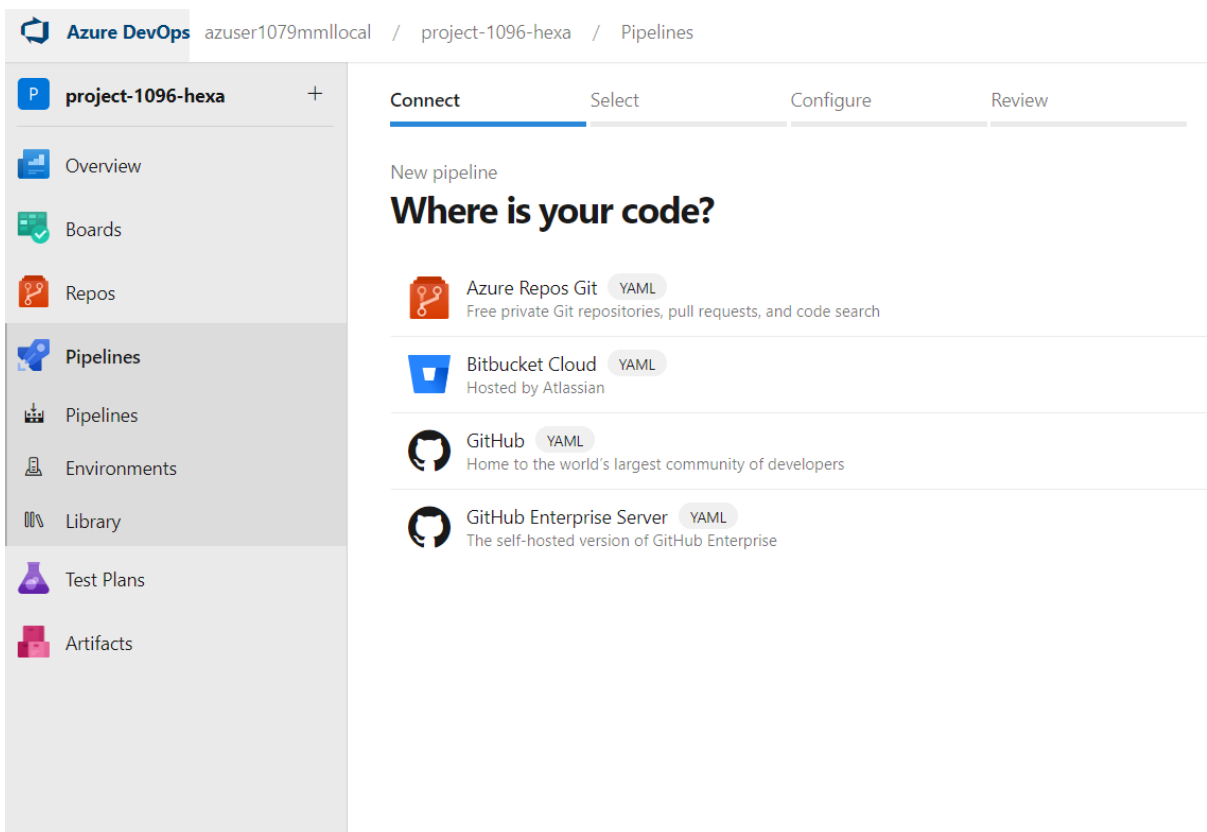 Azure DevOps azuser1079mmllocal / project-1096-hexa / Pipelines
P project-1096-hexa +
Overview
Boards
Repos
Pipelines
Pipelines
Environments
Library
Test Plans
Artifacts
Connect Select Configure Review
New pipeline
Where is your code?
Azure Repos Git YAML
Free private Git repositories, pull requests, and code search
Bitbucket Cloud YAML
Hosted by Atlassian
GitHub YAML
Home to the world's largest community of developers
GitHub Enterprise Server YAML
The self-hosted version of GitHub Enterprise